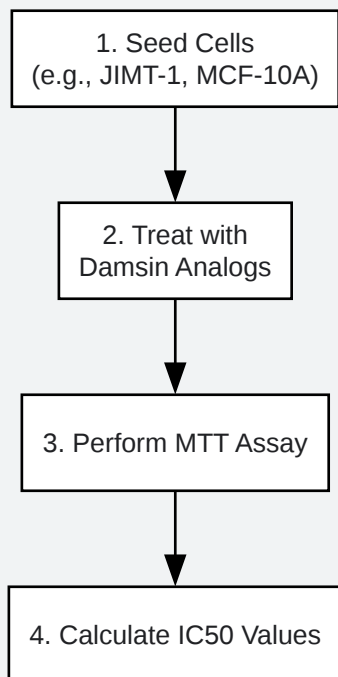 1. Seed Cells
(e.g., JIMT-1, MCF-10A)
2. Treat with
Damsin Analogs
3. Perform MTT Assay
4. Calculate IC50 Values